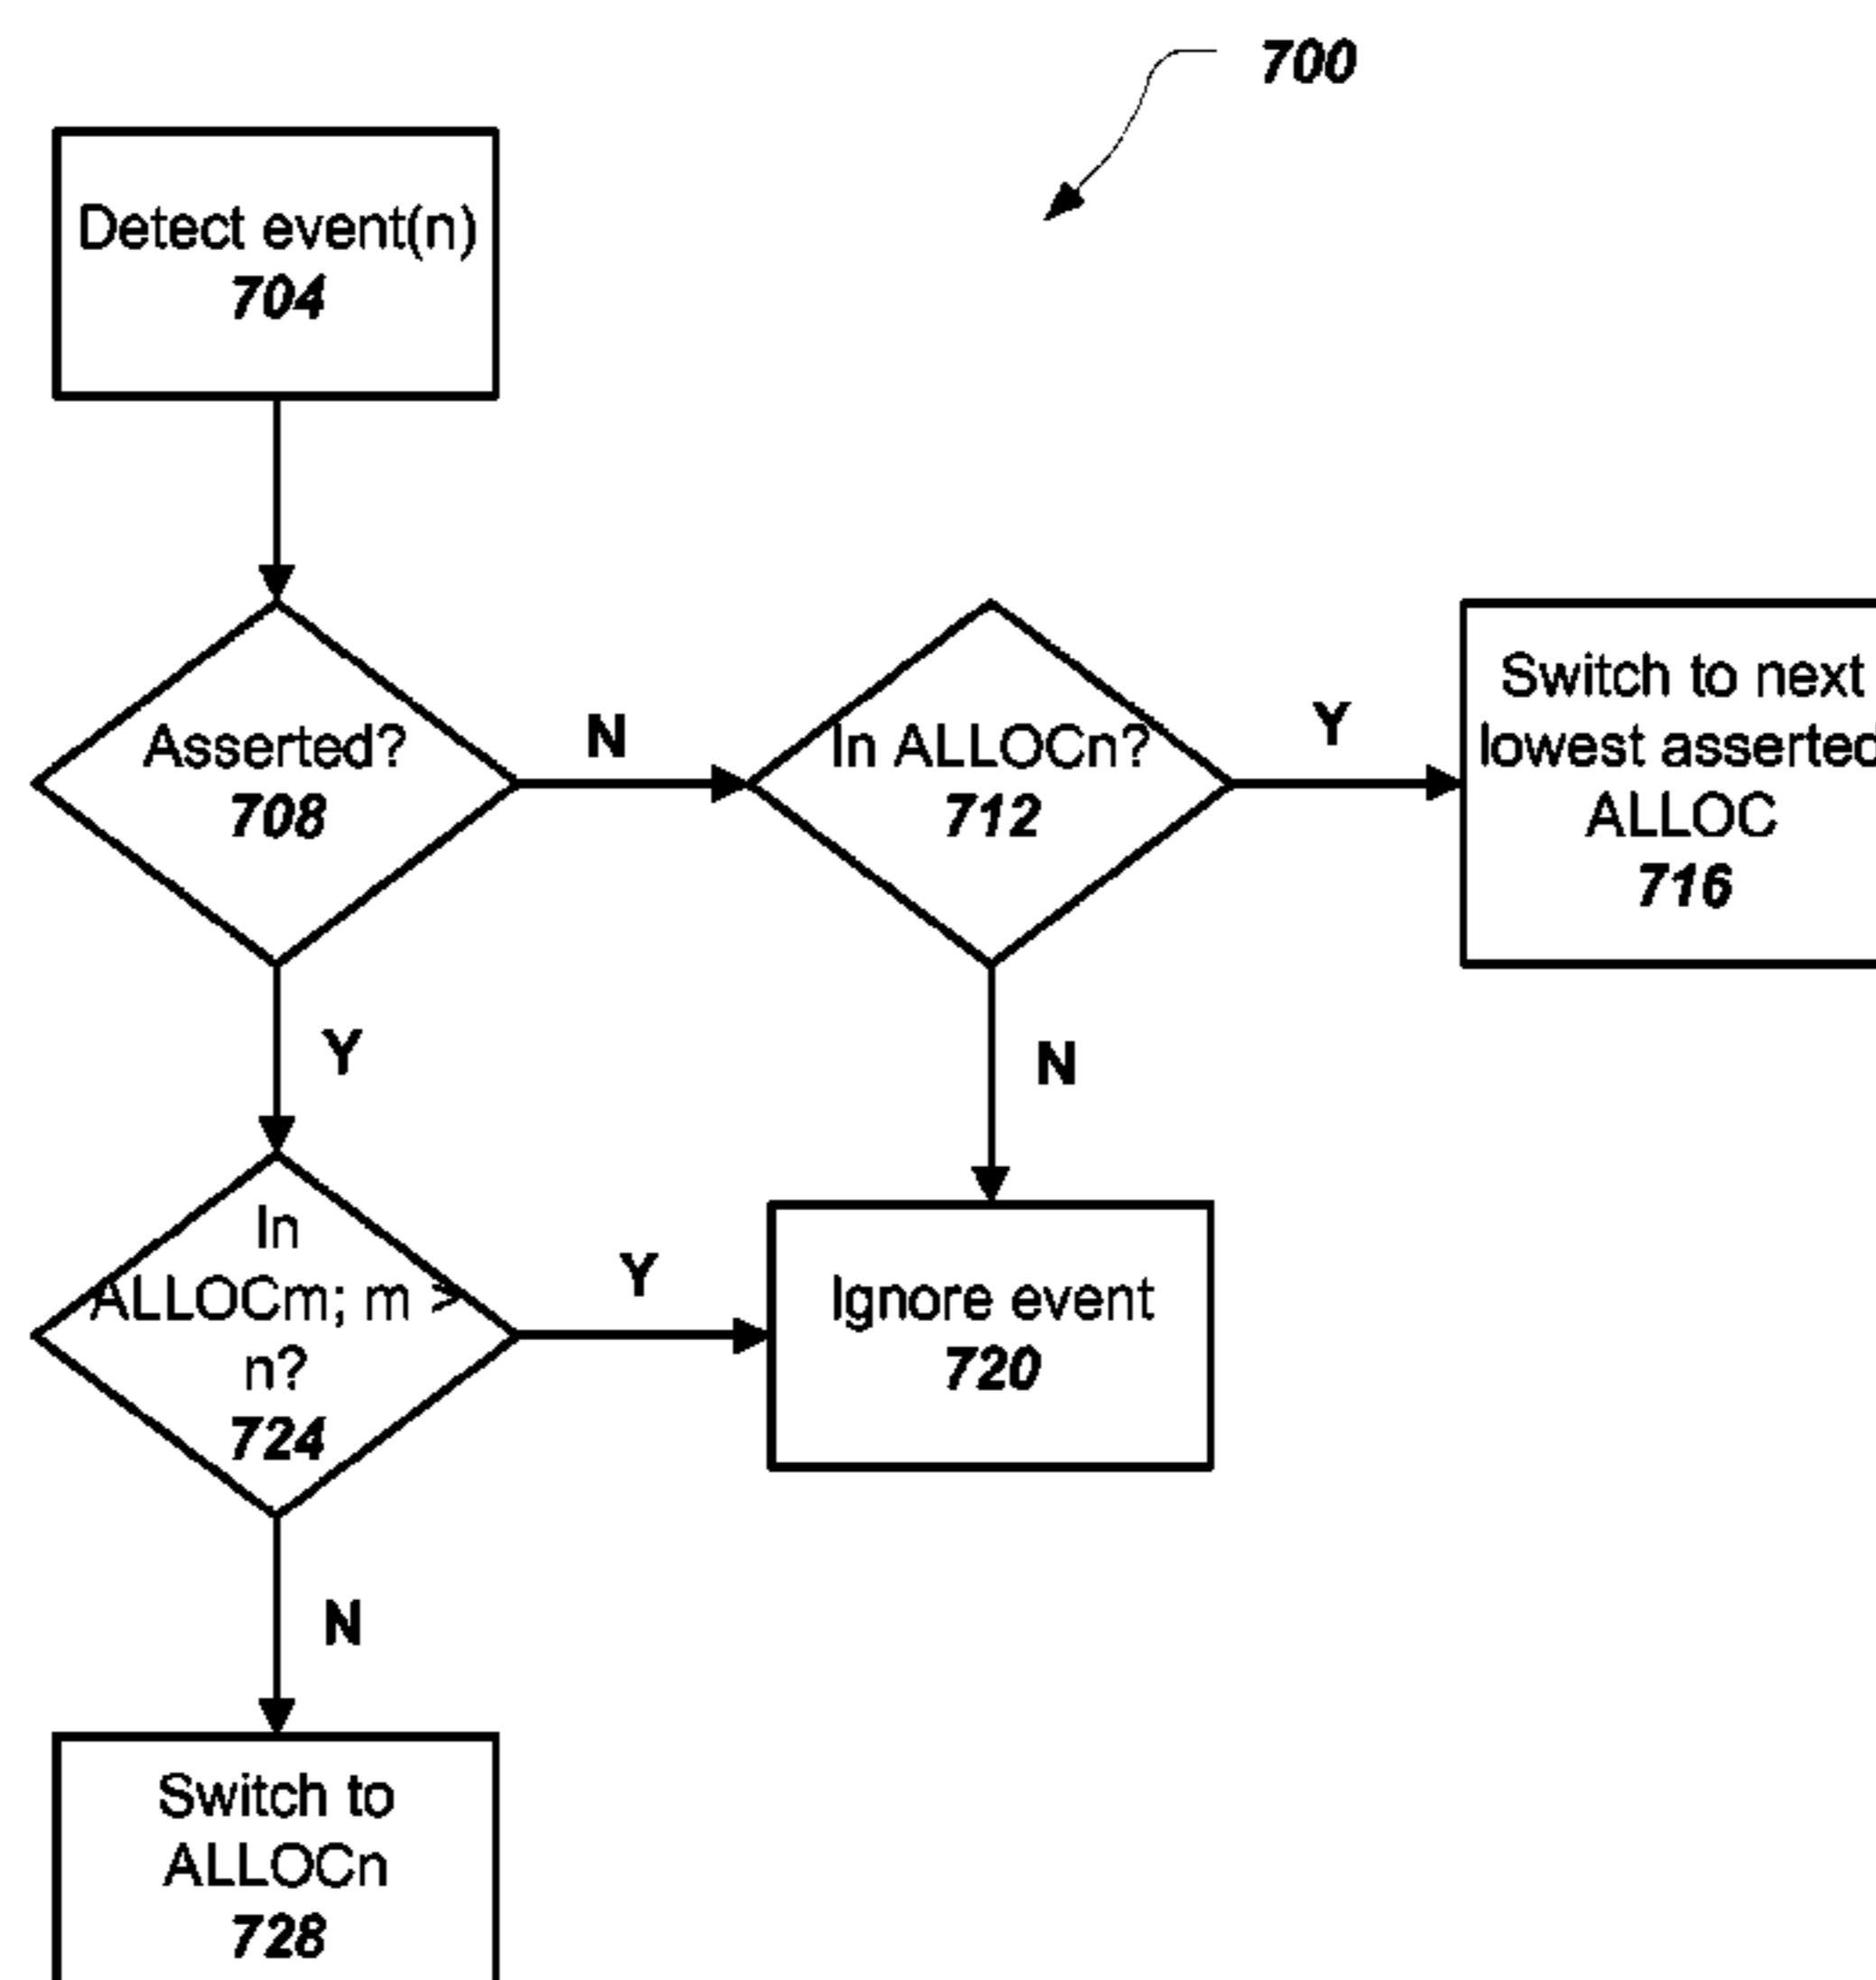 700
Detect event(n)
704
Asserted?
708
N
In ALLOCn?
712
Y
Switch to next
lowest asserted
ALLOC
716
Y
N
In
ALLOCm; m >
n?
724
Y
Ignore event
720
N
Switch to
ALLOCn
728